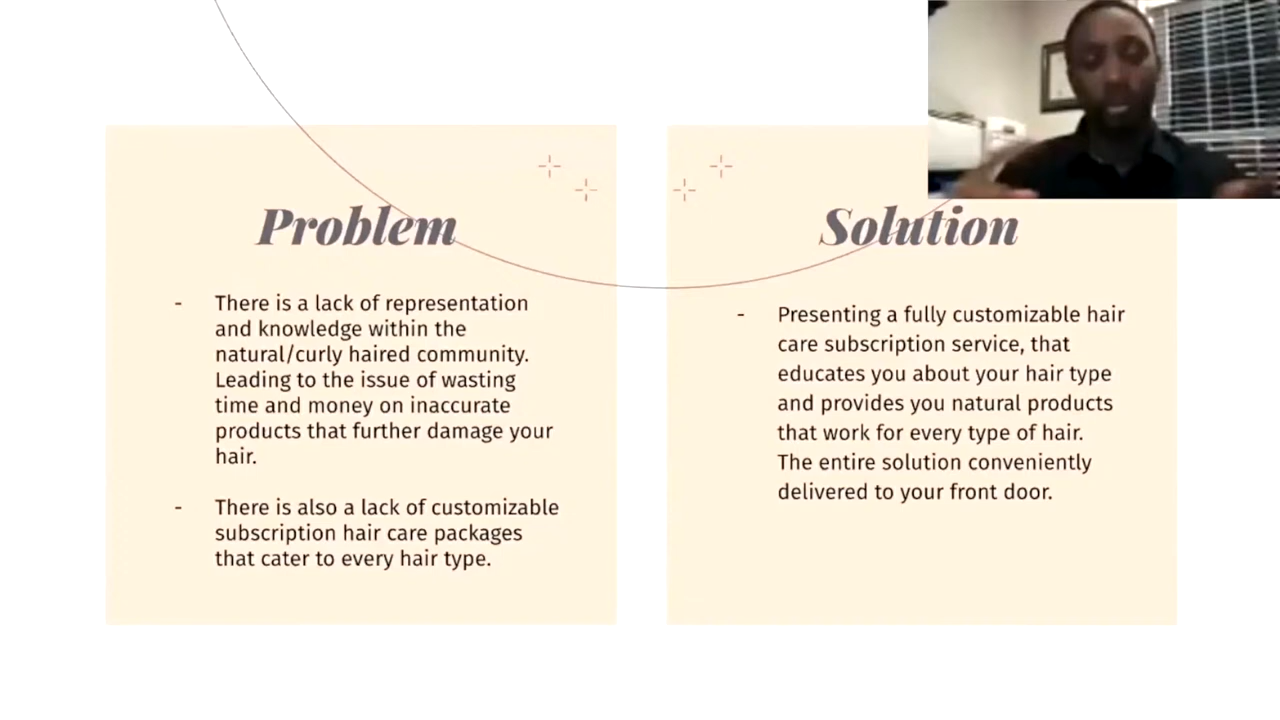 Problem
- There is a lack of representation
and knowledge within the
natural/curly haired community.
Leading to the issue of wasting
time and money on inaccurate
products that further damage your
hair.
- There is also a lack of customizable
subscription hair care packages
that cater to every hair type.
Solution
- Presenting a fully customizable hair
care subscription service, that
educates you about your hair type
and provides you natural products
that work for every type of hair.
The entire solution conveniently
delivered to your front door.